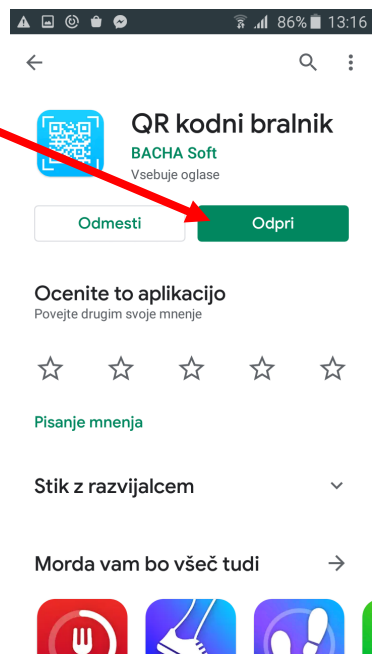 86% 13:16
QR kodni bralnik
BACHA Soft
Vsebuje oglase
Odmesti
Odpri
Ocenite to aplikacijo
Povejte drugim svoje mnenje
Pisanje mnenja
Stik z razvijalcem
Morda vam bo všeč tudi